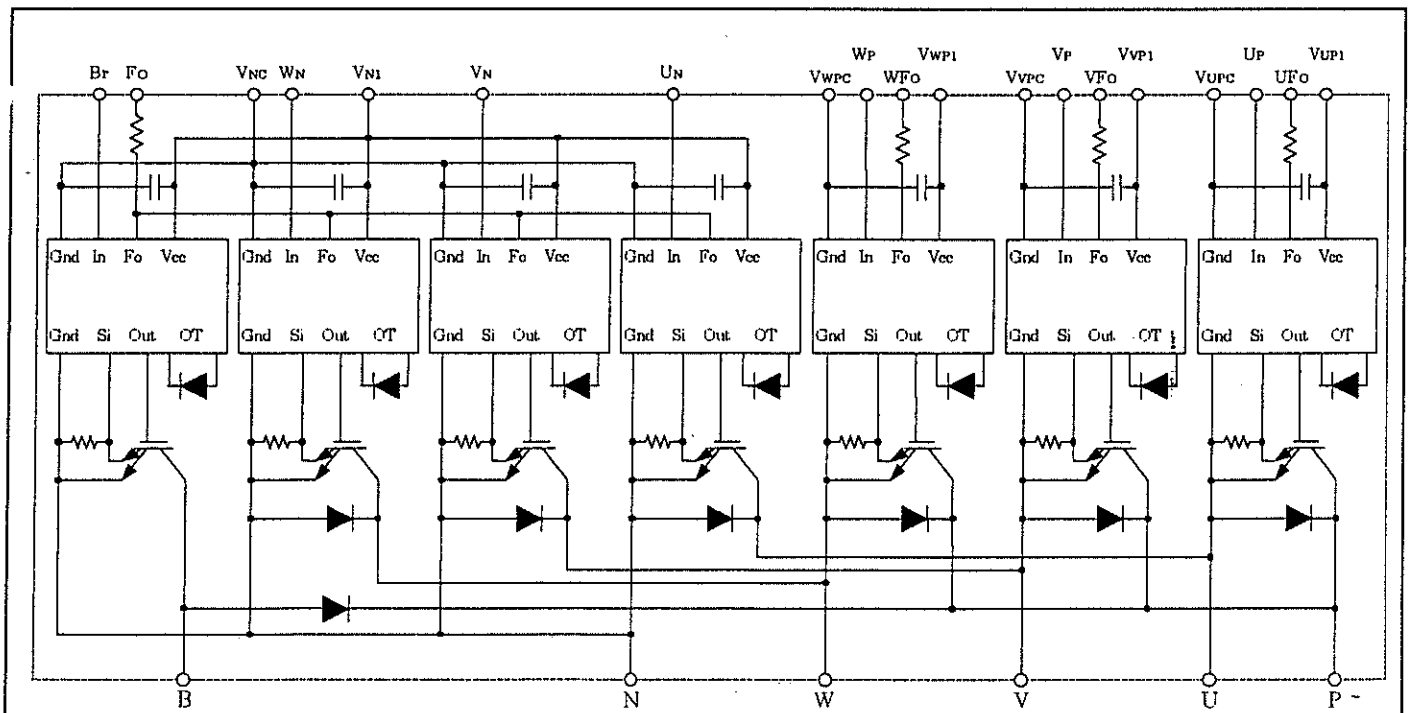 WP VWP1 VP VVP1 UP VUP1
Br FO VNC WN VN1 VN UN VWPC WFO VVPC VFO VUPC UFO
Gnd In Fo Vcc Gnd In Fo Vcc Gnd In Fo Vcc Gnd In Fo Vcc Gnd In Fo Vcc Gnd In Fo Vcc Gnd In Fo Vcc
Gnd Si Out OT Gnd Si Out OT Gnd Si Out OT Gnd Si Out OT Gnd Si Out OT Gnd Si Out OT Gnd Si Out OT
B N W V U P